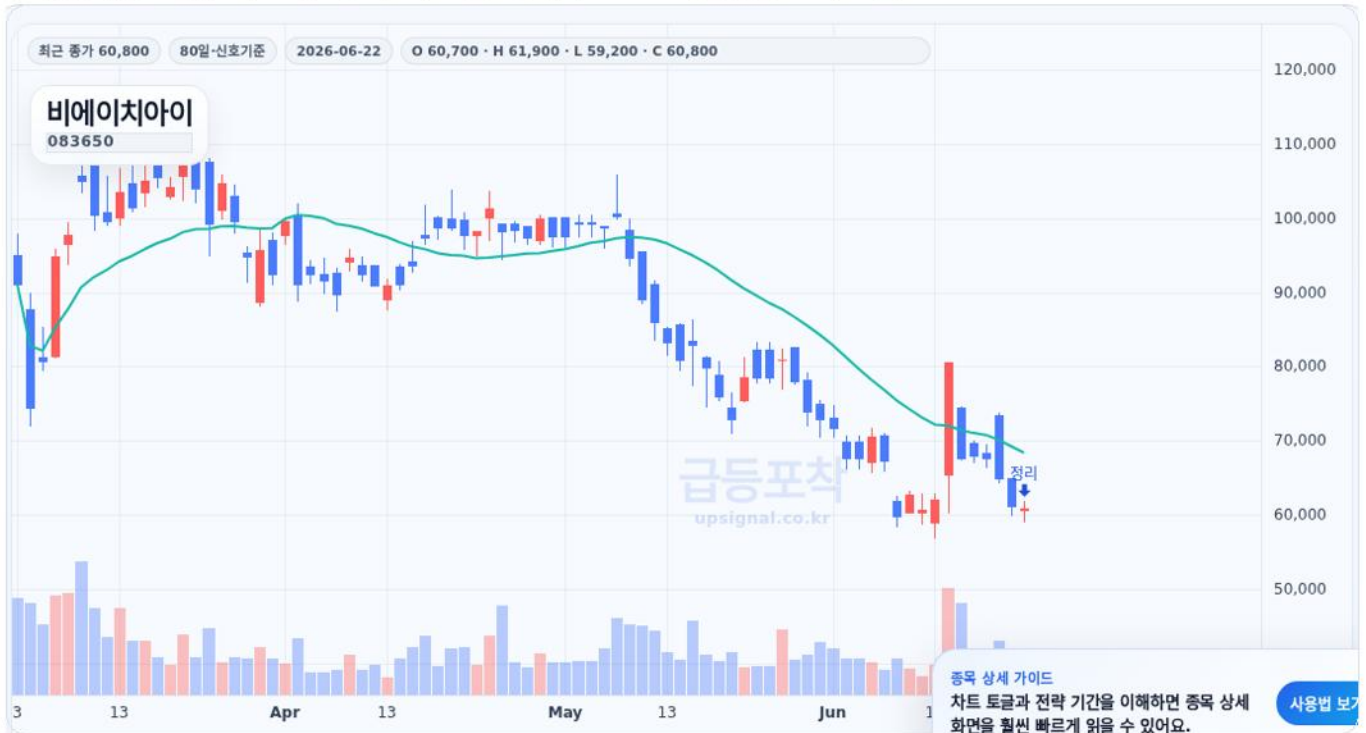 최근 종가 60,800 80일·신호기준 2026-06-22 O 60,700 · H 61,900 · L 59,200 · C 60,800
120,000
비에이치아이
083650
110,000
100,000
90,000
80,000
70,000
정리
급등포착
upsignal.co.kr
60,000
50,000
종목 상세 가이드
차트 토글과 전략 기간을 이해하면 종목 상세
화면을 훨씬 빠르게 읽을 수 있어요.
사용법 보기
3 13 Apr 13 May 13 Jun